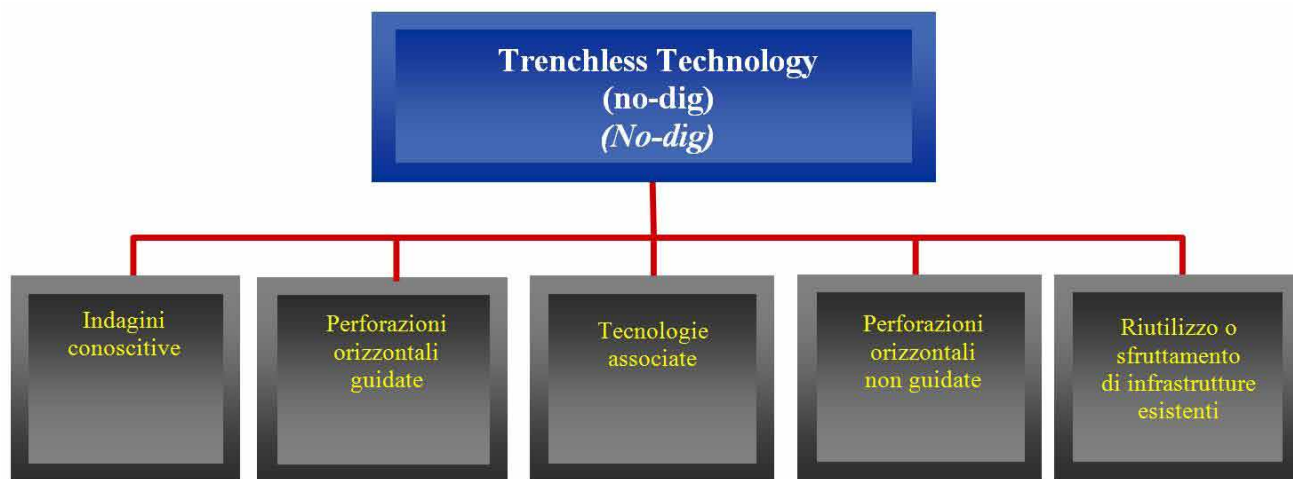 Trenchless Technology
(no-dig)
(No-dig)
Indagini
conoscitive
Perforazioni
orizzontali
guidate
Tecnologie
associate
Perforazioni
orizzontali
non guidate
Riutilizzo o
sfruttamento
di infrastrutture
esistenti